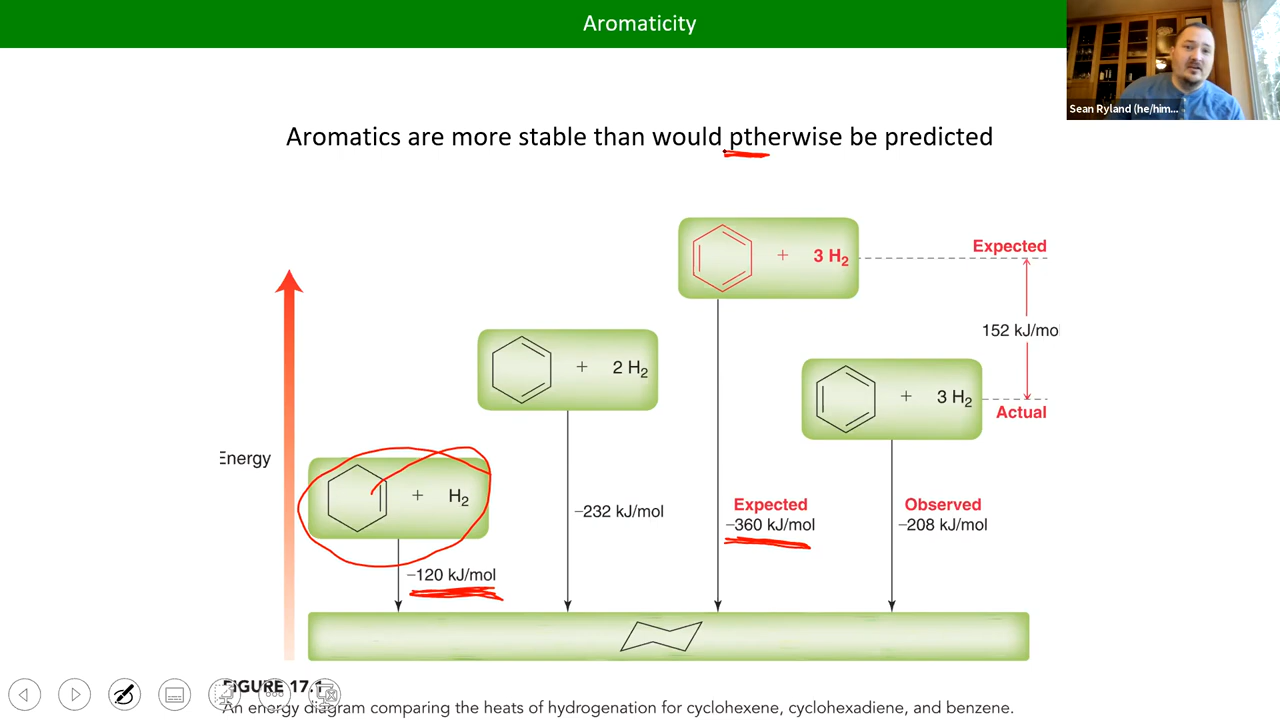 Aromaticity
Sean Ryland (he/him...
Aromatics are more stable than would ptherwise be predicted
+ 3 H₂
Expected
152 kJ/mo
+ 2 H₂
+ 3 H₂
Actual
Energy
+ H₂
Expected
−360 kJ/mol
Observed
−208 kJ/mol
−232 kJ/mol
−120 kJ/mol
FIGURE 17.1
An energy diagram comparing the heats of hydrogenation for cyclohexene, cyclohexadiene, and benzene.